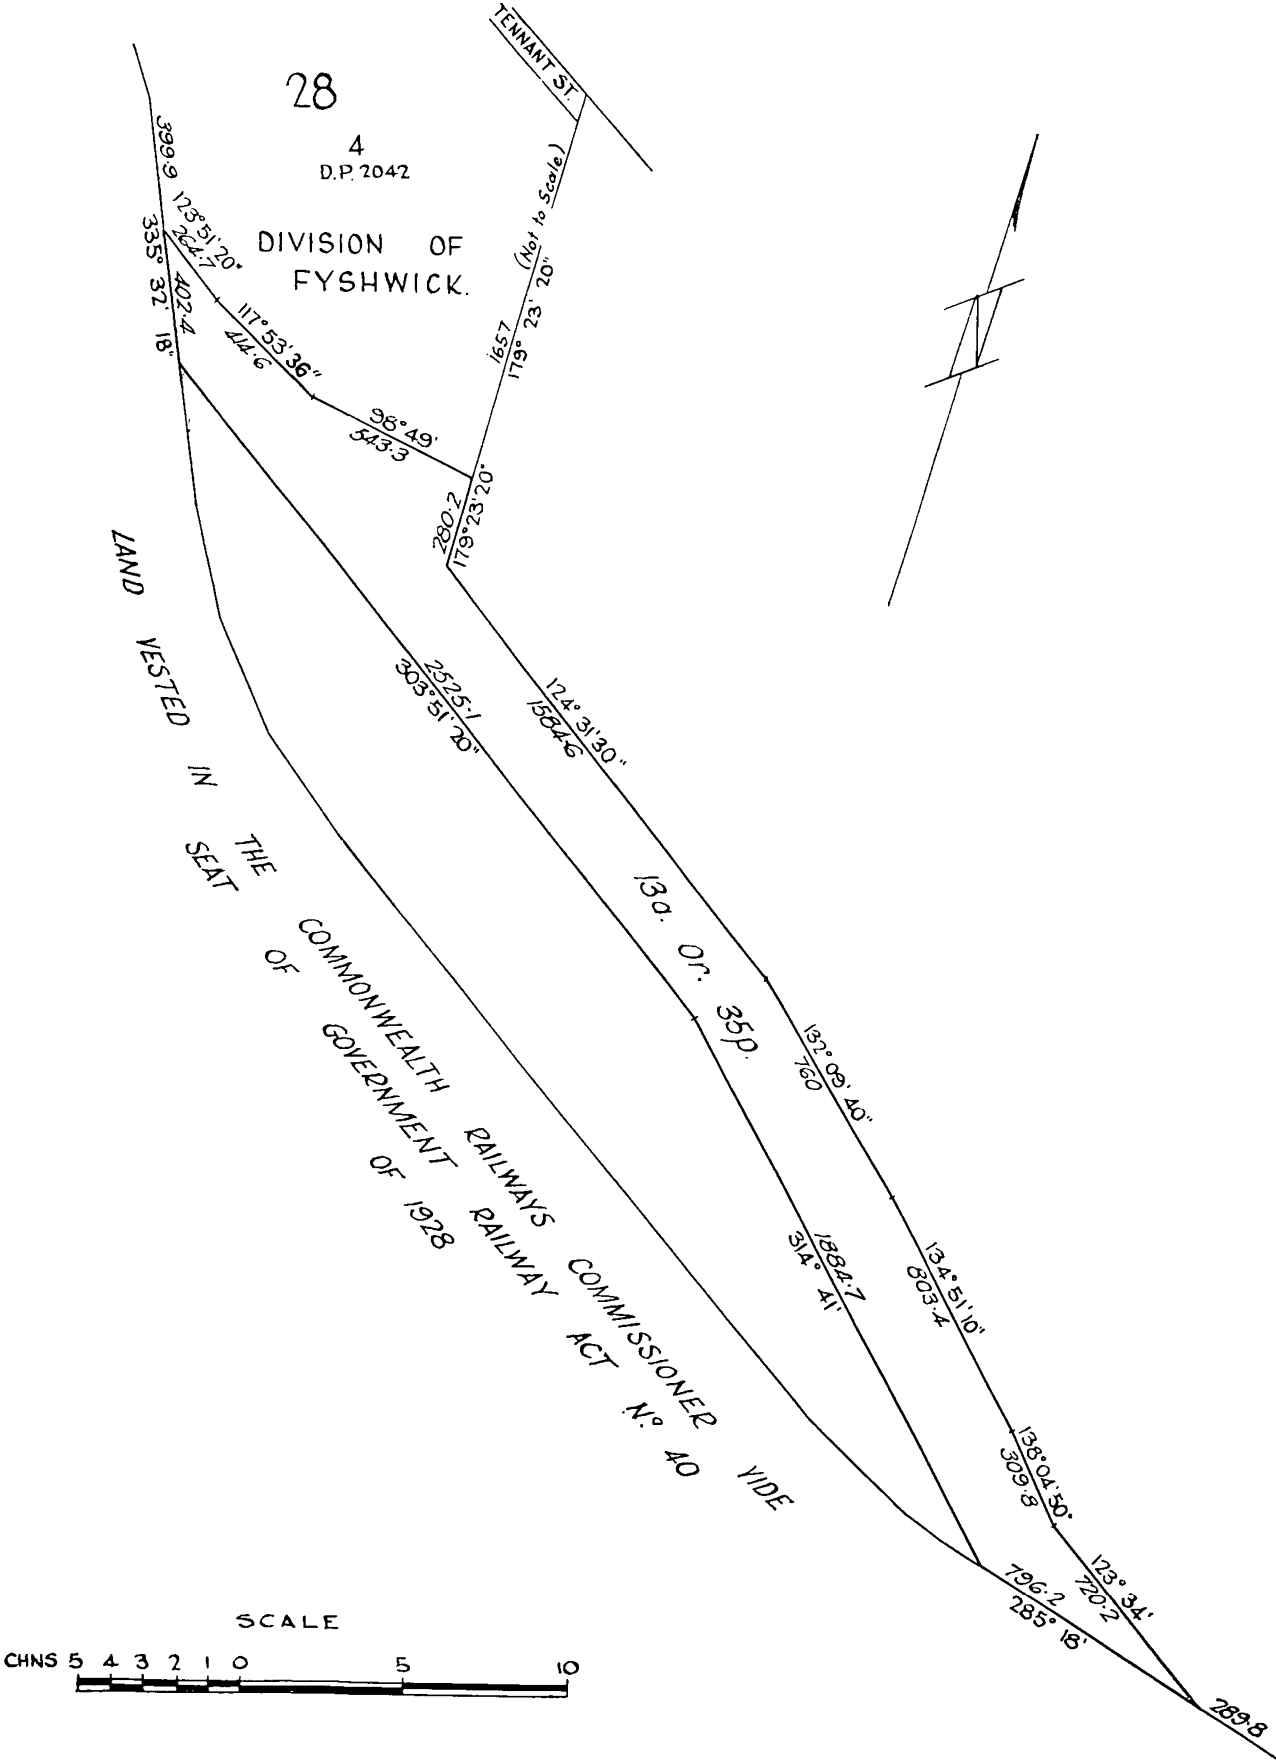 TENNANT ST.
28
4
D.P. 2042
DIVISION OF
FYSHWICK.
399.9
123°51'20"
264.7
335° 32' 18"
402.4
117°53'36"
414.6
98°49'
543.3
(Not to Scale)
1657
179° 23' 20"
280.2
179°23'20"
2525.1
303°51'20"
124°31'30"
1584.6
13a. 0r. 35p.
132°09'40"
760
1884.7
314° 41'
134°51'10"
803.4
138°04'50"
309.8
123° 34'
720.2
796.2
285° 18'
289.8
LAND VESTED IN THE COMMONWEALTH RAILWAYS COMMISSIONER VIDE
SEAT OF GOVERNMENT RAILWAY ACT No. 40
OF 1928
SCALE
CHNS 5 4 3 2 1 0 5 10